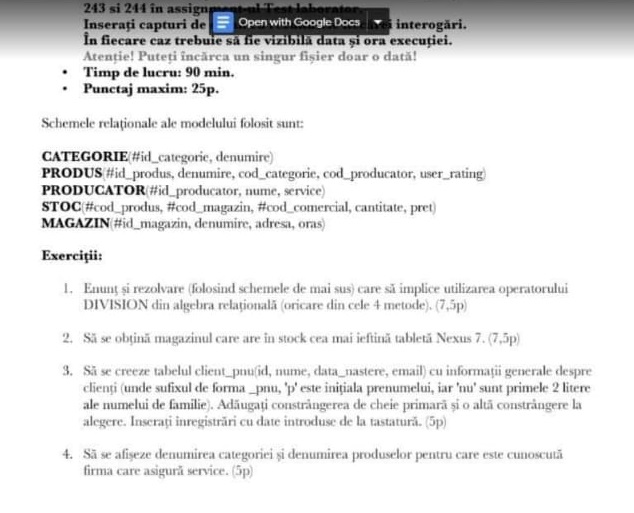 243 si 244 in assignment-ul Test laborator.
Inserați capturi de
Open with Google Docs
interogări.
În fiecare caz trebuie să fie vizibilă data și ora execuției.
Atenție! Puteți încărca un singur fișier doar o dată!
• Timp de lucru: 90 min.
• Punctaj maxim: 25p.
Schemele relaționale ale modelului folosit sunt:
CATEGORIE(#id_categorie, denumire)
PRODUS(#id_produs, denumire, cod_categorie, cod_producator, user_rating)
PRODUCATOR(#id_producator, nume, service)
STOC(#cod_produs, #cod_magazin, #cod_comercial, cantitate, pret)
MAGAZIN(#id_magazin, denumire, adresa, oras)
Exerciții:
1. Enunț și rezolvare (folosind schemele de mai sus) care să implice utilizarea operatorului
DIVISION din algebra relațională (oricare din cele 4 metode). (7,5p)
2. Să se obțină magazinul care are în stock cea mai ieftină tabletă Nexus 7. (7,5p)
3. Să se creeze tabelul client_pnu(id, nume, data_nastere, email) cu informații generale despre
clienți (unde sufixul de forma _pnu, 'p' este inițiala prenumelui, iar 'nu' sunt primele 2 litere
ale numelui de familie). Adăugați constrângerea de cheie primară și o altă constrângere la
alegere. Inserați înregistrări cu date introduse de la tastatură. (5p)
4. Să se afișeze denumirea categoriei și denumirea produselor pentru care este cunoscută
firma care asigură service. (5p)